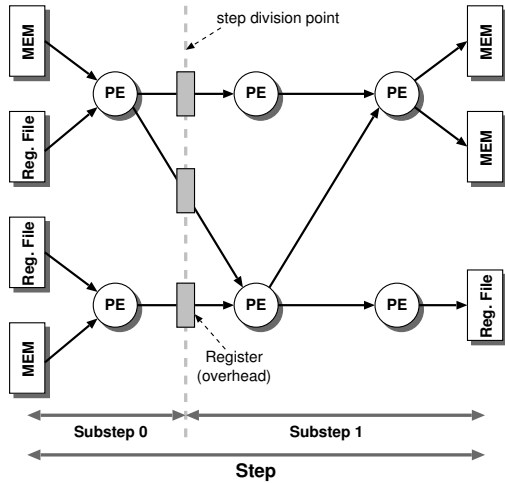 step division point
MEM
MEM
PE
PE
PE
Reg. File
MEM
Reg. File
PE
PE
PE
Reg. File
MEM
Register
(overhead)
Substep 0
Substep 1
Step